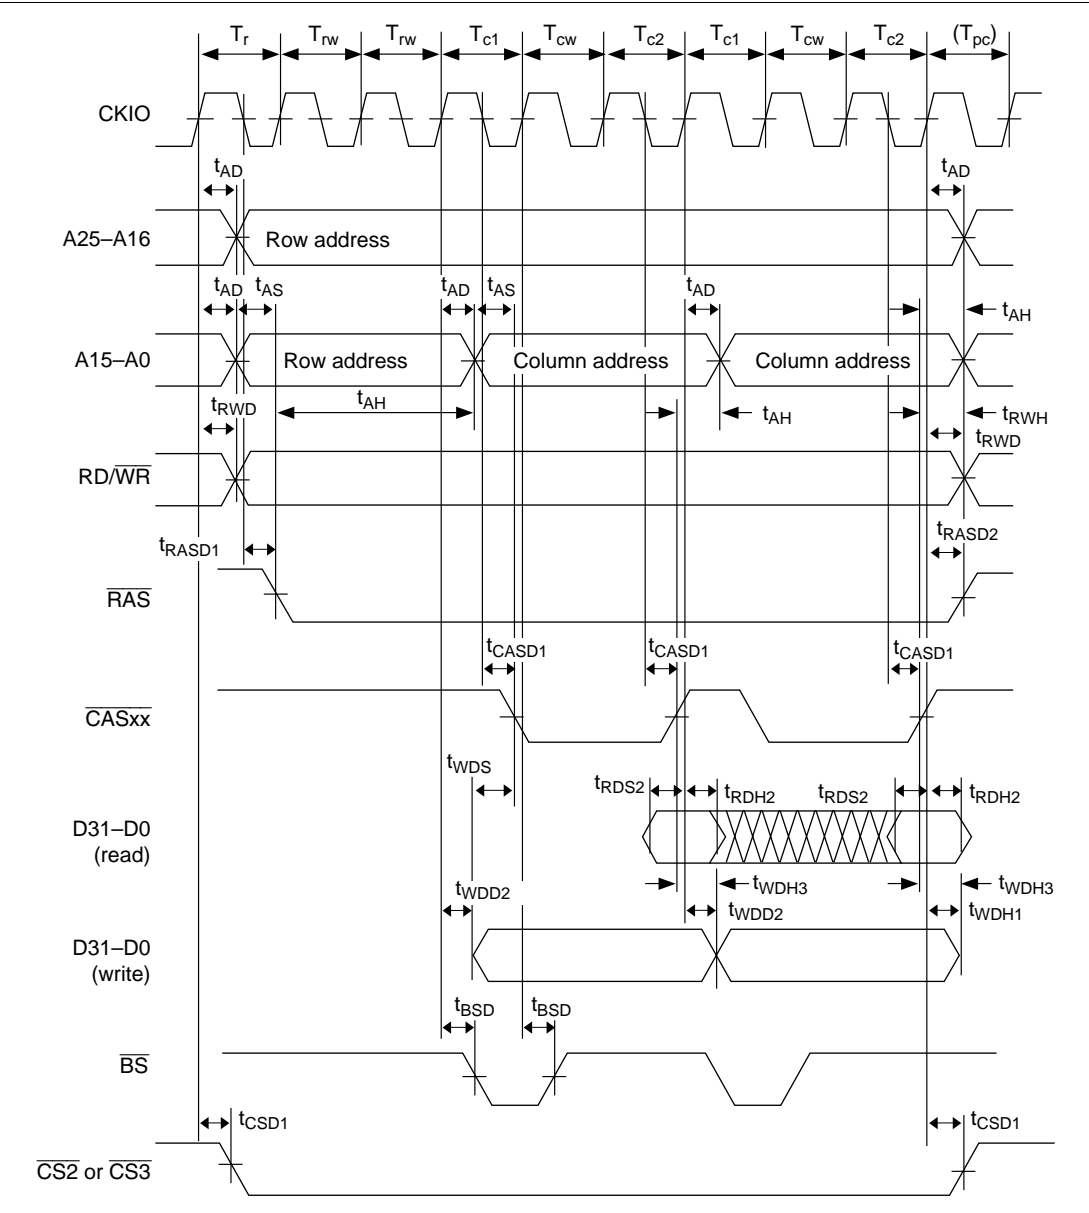 Tr Trw Trw Tc1 Tcw Tc2 Tc1 Tcw Tc2 (Tpc)
CKIO
tAD tAD
A25–A16 Row address
tAD tAS tAD tAS tAD tAH
A15–A0 Row address Column address Column address
tRWD tAH tAH tRWH
tRWD
RD/WR
tRASD1 tRASD2
RAS
tCASD1 tCASD1 tCASD1
CASxx
tWDS
tRDS2 tRDH2 tRDS2 tRDH2
D31–D0
(read)
tWDD2 tWDH3 tWDH3
tWDD2 tWDH1
D31–D0
(write)
tBSD tBSD
BS
tCSD1 tCSD1
CS2 or CS3